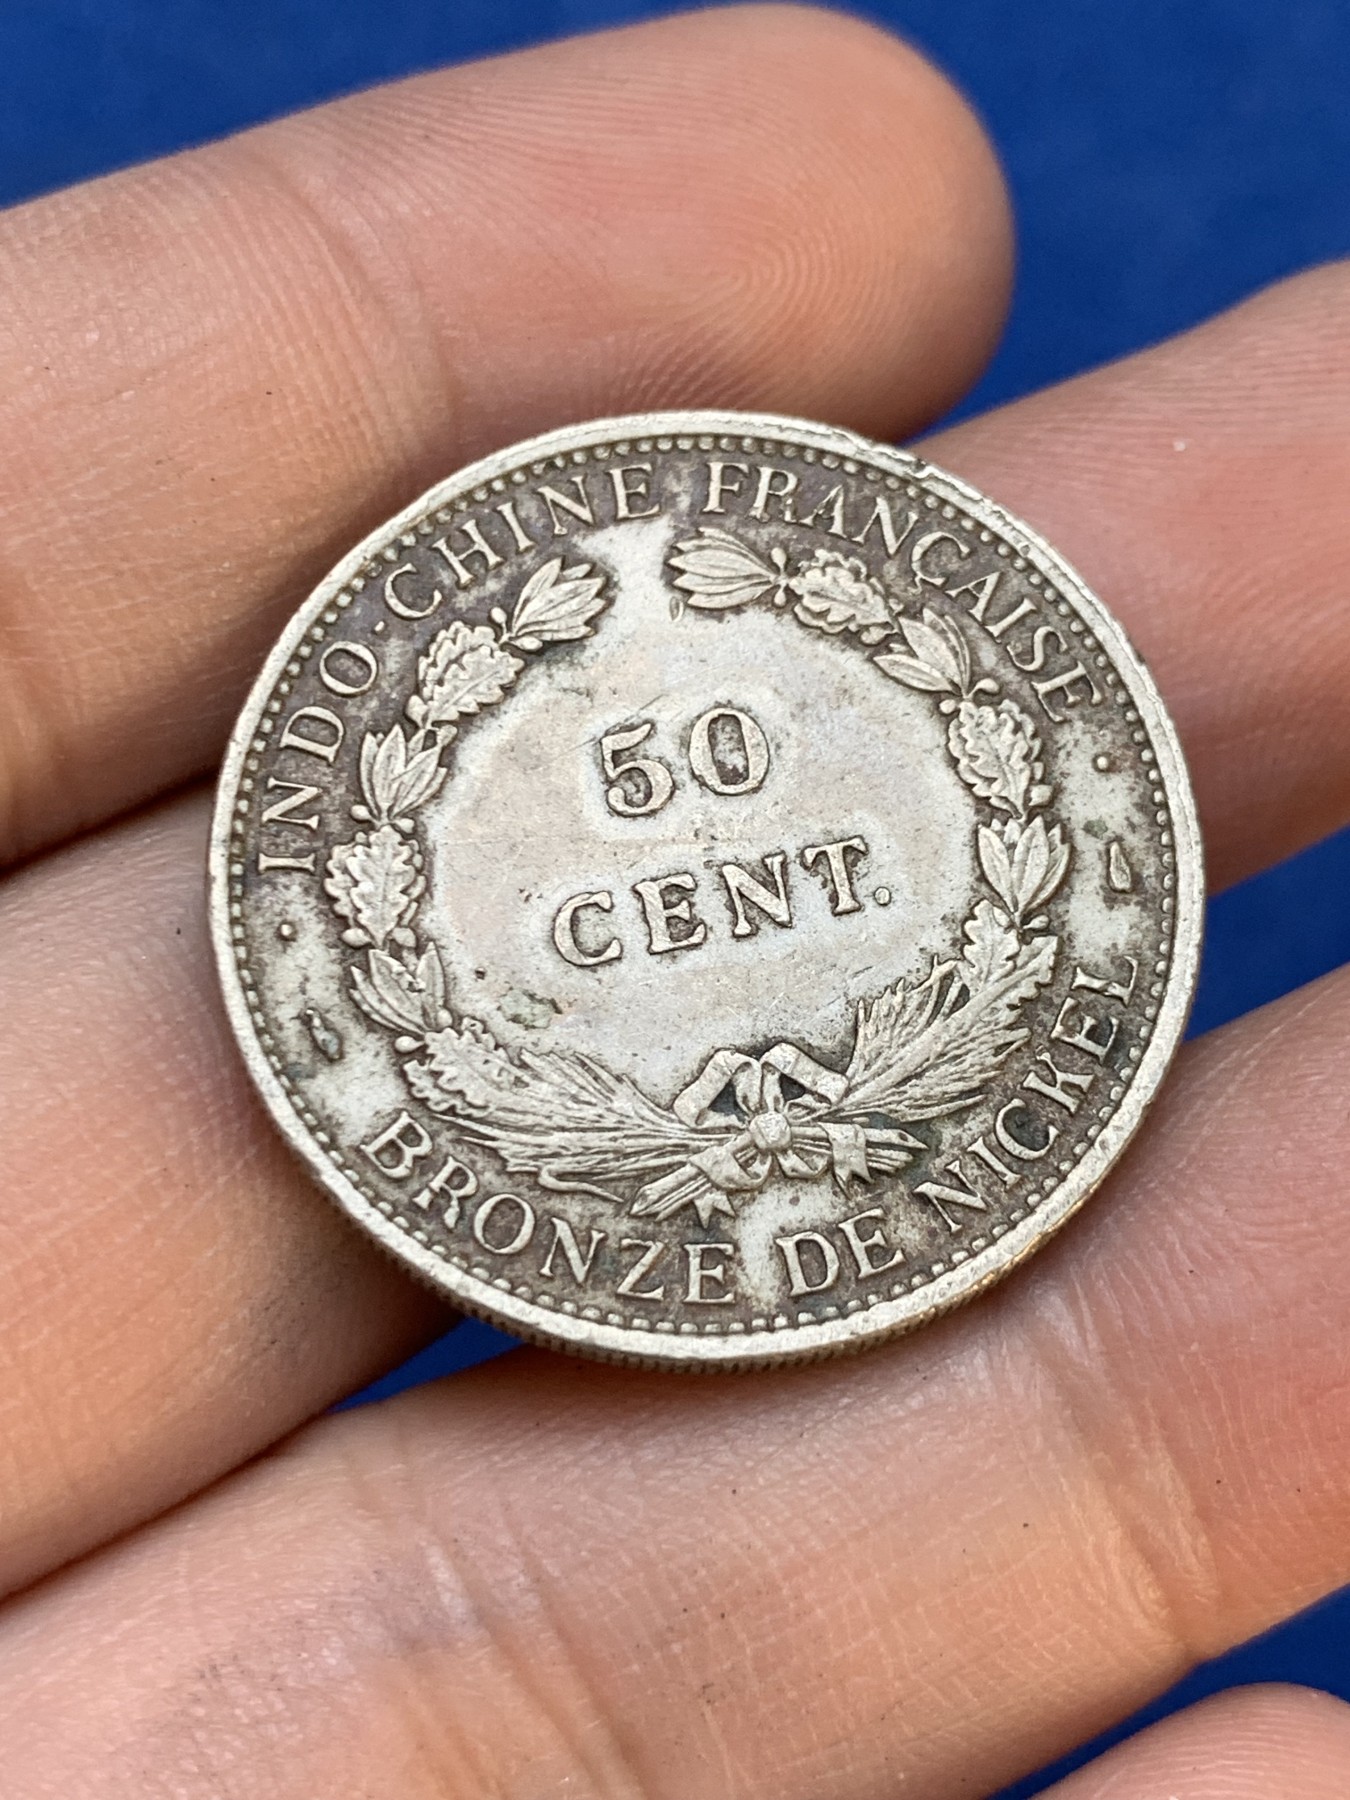 INDO-CHINE FRANÇAISE
50
CENT.
BRONZE DE NICKEL